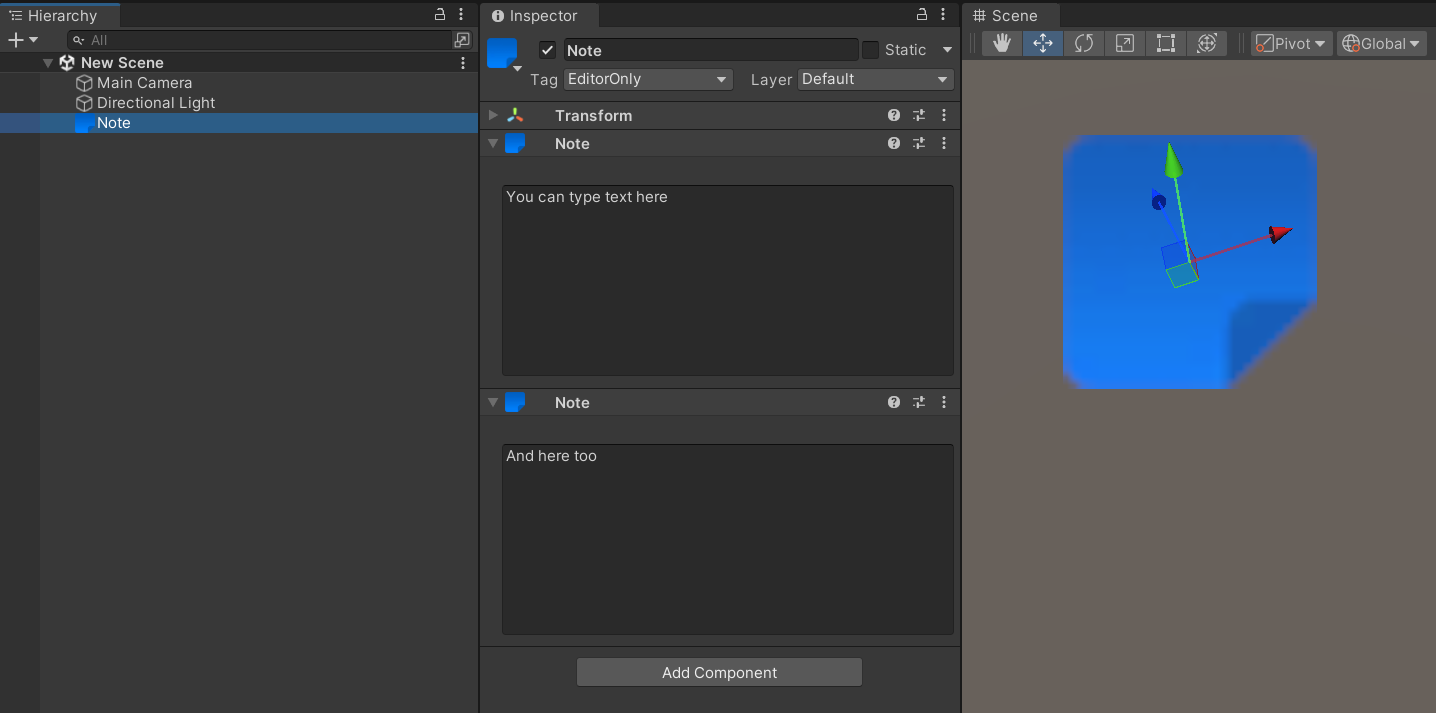 Hierarchy
All
New Scene
Main Camera
Directional Light
Note
Inspector
Note
Static
Tag
EditorOnly
Layer
Default
Transform
Note
You can type text here
Note
And here too
Add Component
Scene
Pivot
Global